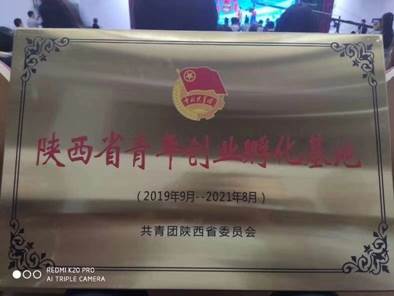 中国共青团
陕西省青年创业孵化基地
(2019年9月--2021年8月)
共青团陕西省委员会
REDMI K20 PRO
AI TRIPLE CAMERA